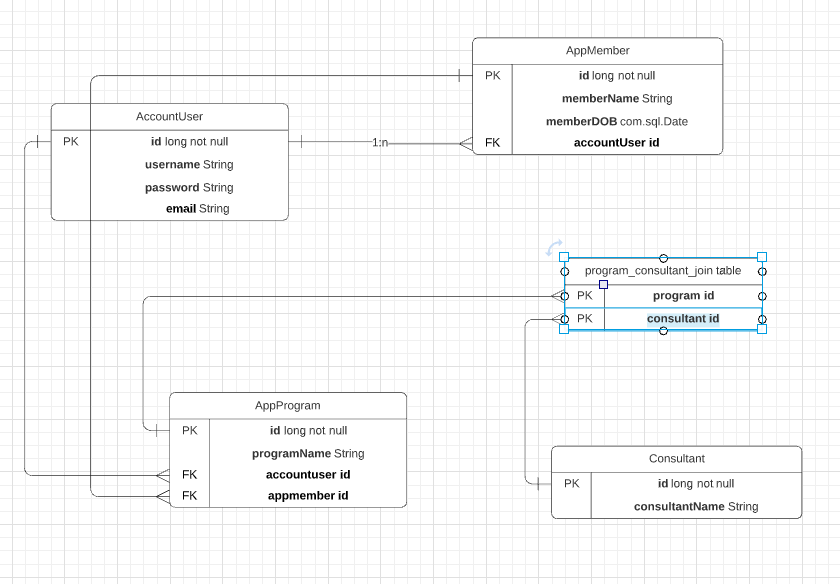 AppMember
PK id long not null
memberName String
memberDOB com.sql.Date
FK accountUser id
AccountUser
PK id long not null
username String
password String
email String
1:n
program_consultant_join table
PK program id
PK consultant id
AppProgram
PK id long not null
programName String
FK accountuser id
FK appmember id
Consultant
PK id long not null
consultantName String